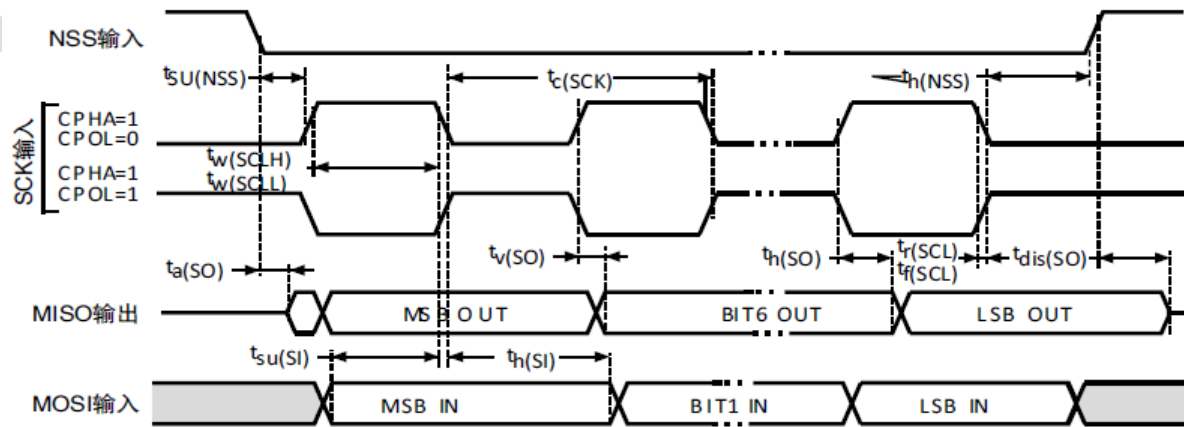 NSS输入
tSU(NSS)
tc(SCK)
th(NSS)
SCK输入
CPHA=1
CPOL=0
tw(SCLH)
tw(SCLL)
CPHA=1
CPOL=1
ta(SO)
tv(SO)
th(SO)
tr(SCL)
tf(SCL)
tdis(SO)
MISO输出
MSB OUT
BIT6 OUT
LSB OUT
tsu(SI)
th(SI)
MOSI输入
MSB IN
BIT1 IN
LSB IN